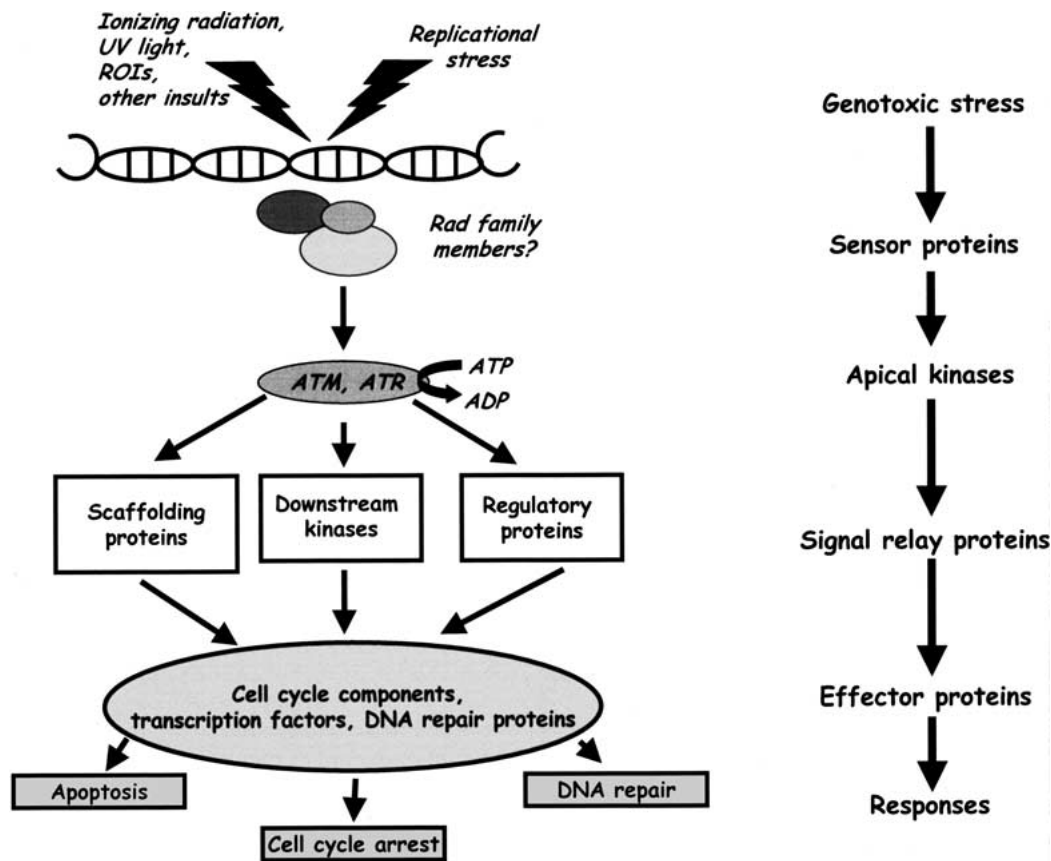 Ionizing radiation,
UV light,
ROIs,
other insults
Replicational
stress
Rad family
members?
ATM, ATR
ATP
ADP
Scaffolding
proteins
Downstream
kinases
Regulatory
proteins
Cell cycle components,
transcription factors, DNA repair proteins
Apoptosis
Cell cycle arrest
DNA repair
Genotoxic stress
Sensor proteins
Apical kinases
Signal relay proteins
Effector proteins
Responses